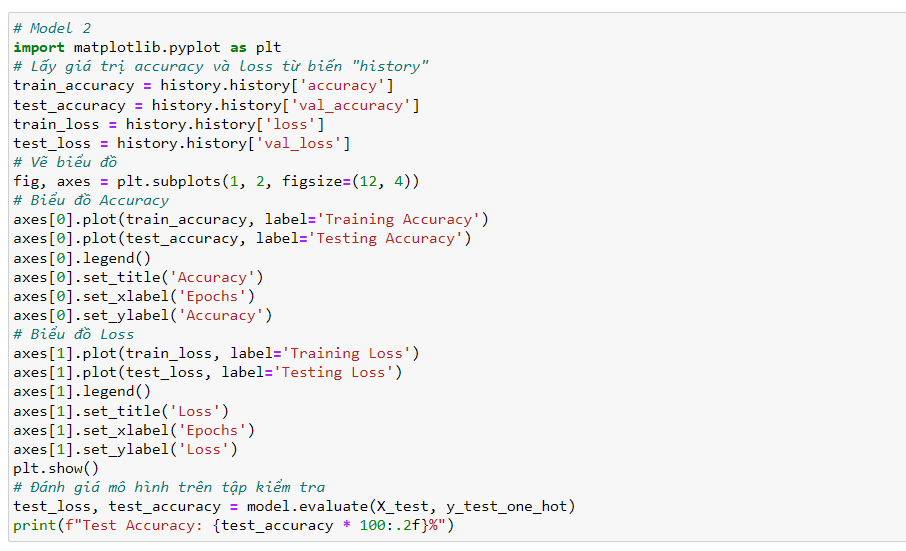 # Model 2
import matplotlib.pyplot as plt
# Lấy giá trị accuracy và loss từ biến "history"
train_accuracy = history.history['accuracy']
test_accuracy = history.history['val_accuracy']
train_loss = history.history['loss']
test_loss = history.history['val_loss']
# Vẽ biểu đồ
fig, axes = plt.subplots(1, 2, figsize=(12, 4))
# Biểu đồ Accuracy
axes[0].plot(train_accuracy, label='Training Accuracy')
axes[0].plot(test_accuracy, label='Testing Accuracy')
axes[0].legend()
axes[0].set_title('Accuracy')
axes[0].set_xlabel('Epochs')
axes[0].set_ylabel('Accuracy')
# Biểu đồ Loss
axes[1].plot(train_loss, label='Training Loss')
axes[1].plot(test_loss, label='Testing Loss')
axes[1].legend()
axes[1].set_title('Loss')
axes[1].set_xlabel('Epochs')
axes[1].set_ylabel('Loss')
plt.show()
# Đánh giá mô hình trên tập kiểm tra
test_loss, test_accuracy = model.evaluate(X_test, y_test_one_hot)
print(f"Test Accuracy: {test_accuracy * 100:.2f}%")